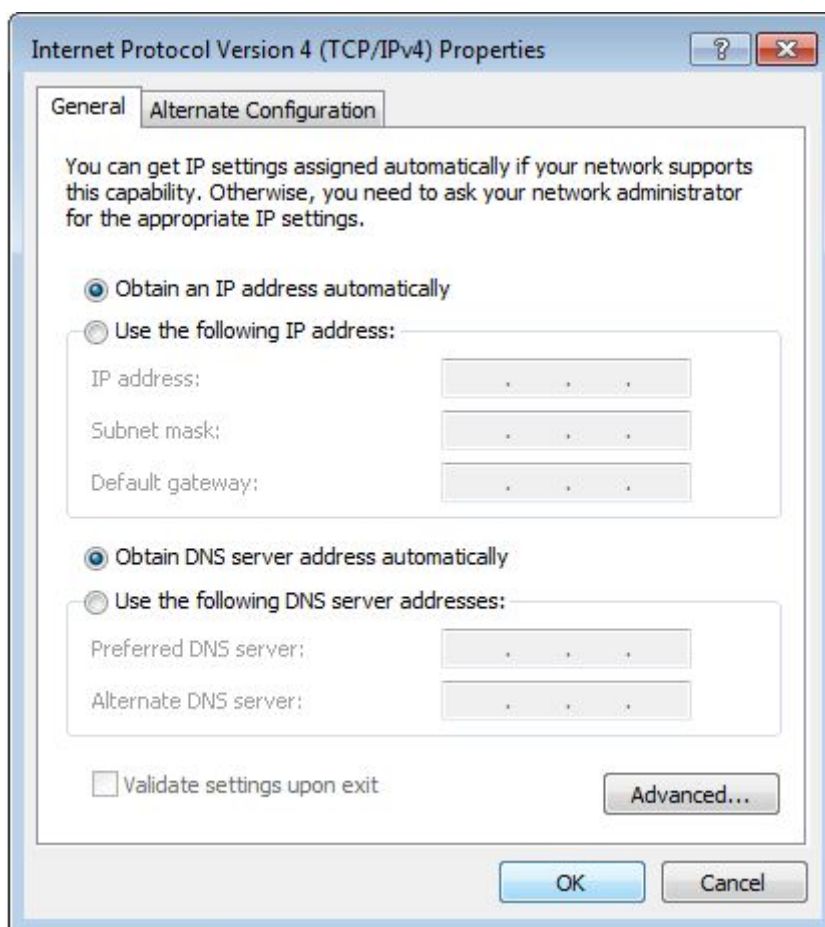 Internet Protocol Version 4 (TCP/IPv4) Properties
General
Alternate Configuration
You can get IP settings assigned automatically if your network supports
this capability. Otherwise, you need to ask your network administrator
for the appropriate IP settings.
Obtain an IP address automatically
Use the following IP address:
IP address:
Subnet mask:
Default gateway:
Obtain DNS server address automatically
Use the following DNS server addresses:
Preferred DNS server:
Alternate DNS server:
Validate settings upon exit
Advanced...
OK
Cancel